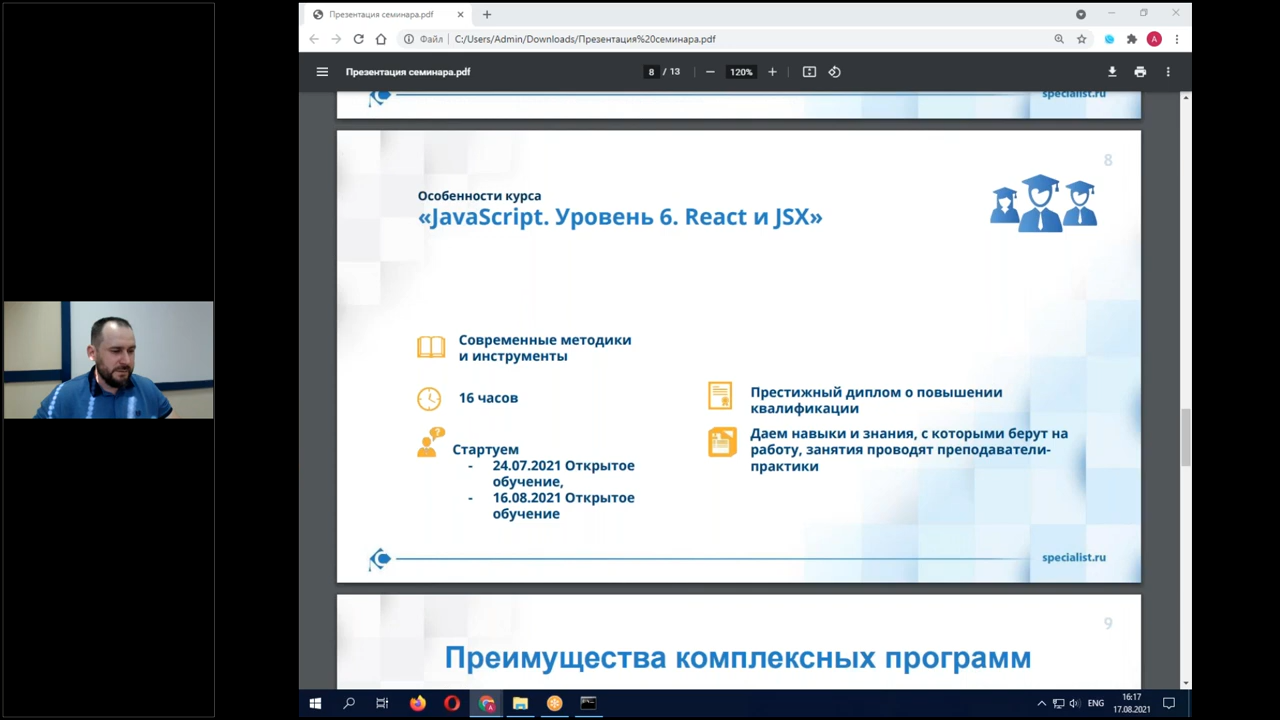 Презентация семинара.pdf
Файл
C:/Users/Admin/Downloads/Презентация%20семинара.pdf
A
Презентация семинара.pdf
8 / 13
120%
specialist.ru
8
Особенности курса
«JavaScript. Уровень 6. React и JSX»
Современные методики
и инструменты
16 часов
Стартуем
- 24.07.2021 Открытое
обучение,
- 16.08.2021 Открытое
обучение
Престижный диплом о повышении
квалификации
Даем навыки и знания, с которыми берут на
работу, занятия проводят преподаватели-
практики
specialist.ru
9
Преимущества комплексных программ
ENG
16:17
17.08.2021